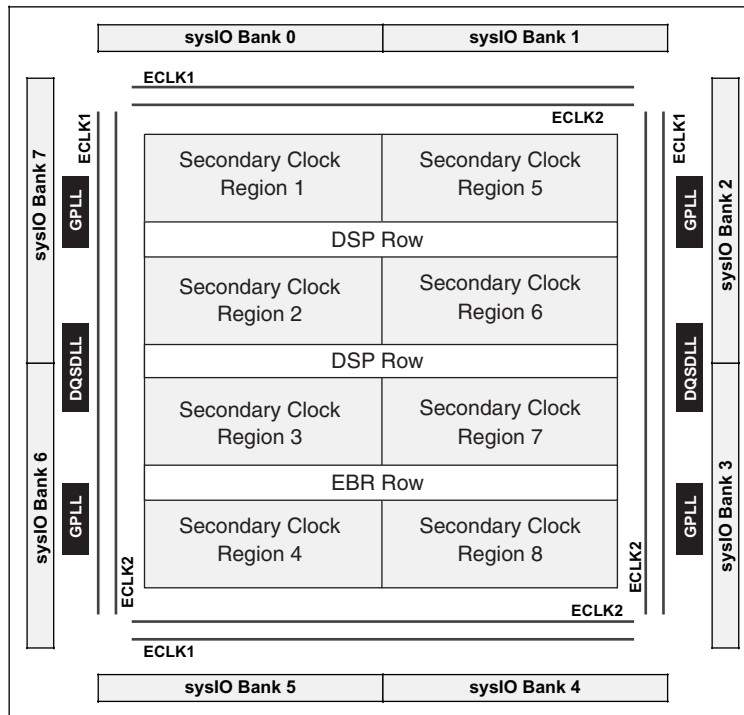 sysIO Bank 0
sysIO Bank 1
ECLK1
ECLK2
ECLK1
ECLK1
sysIO Bank 7
sysIO Bank 2
GPLL
GPLL
Secondary Clock
Region 1
Secondary Clock
Region 5
DSP Row
Secondary Clock
Region 2
Secondary Clock
Region 6
DQSDLL
DQSDLL
DSP Row
Secondary Clock
Region 3
Secondary Clock
Region 7
sysIO Bank 6
sysIO Bank 3
EBR Row
GPLL
GPLL
Secondary Clock
Region 4
Secondary Clock
Region 8
ECLK2
ECLK2
ECLK2
ECLK1
sysIO Bank 5
sysIO Bank 4